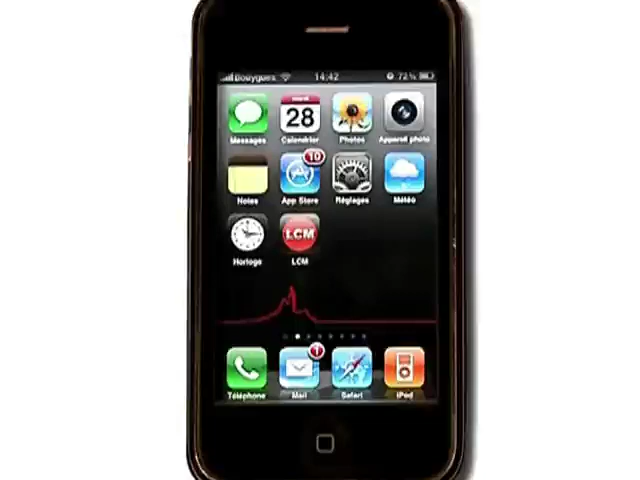 Bouygues 14:42 72%
28
Messages Calendrier Photos Appareil photo
10
Notes App Store Réglages Météo
LCM
Horloge LCM
1
Téléphone Mail Safari iPod